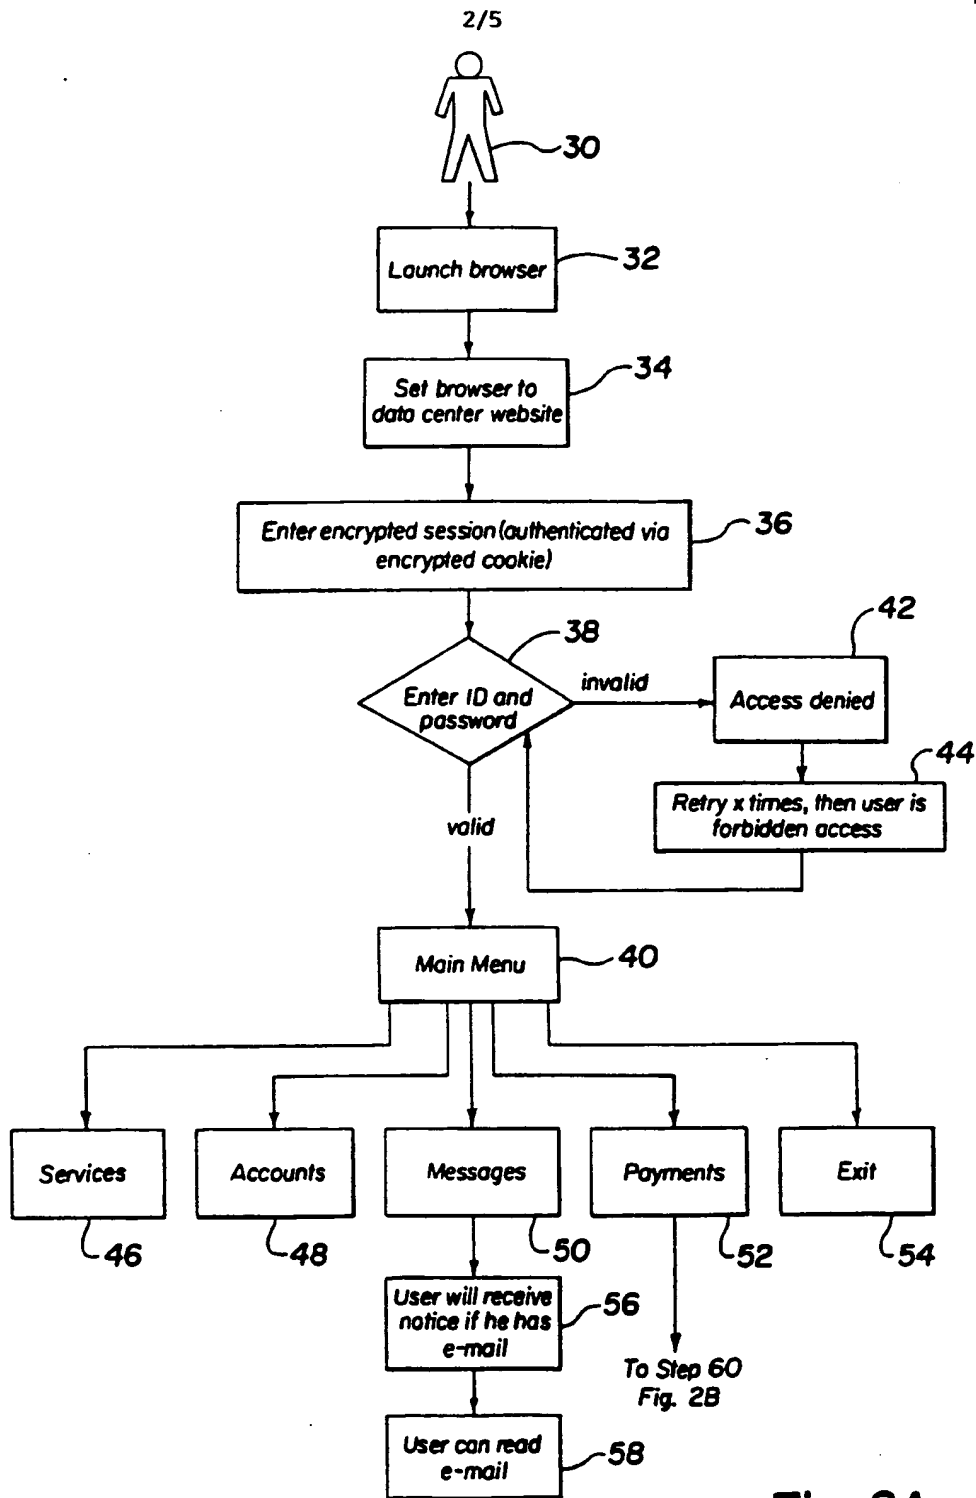 2/5
30
Launch browser
32
Set browser to
data center website
34
Enter encrypted session (authenticated via
encrypted cookie)
36
38
Enter ID and
password
invalid
42
Access denied
44
Retry x times, then user is
forbidden access
valid
Main Menu
40
Services
Accounts
Messages
Payments
Exit
46
48
50
52
54
User will receive
notice if he has
e-mail
56
To Step 60
Fig. 2B
User can read
e-mail
58